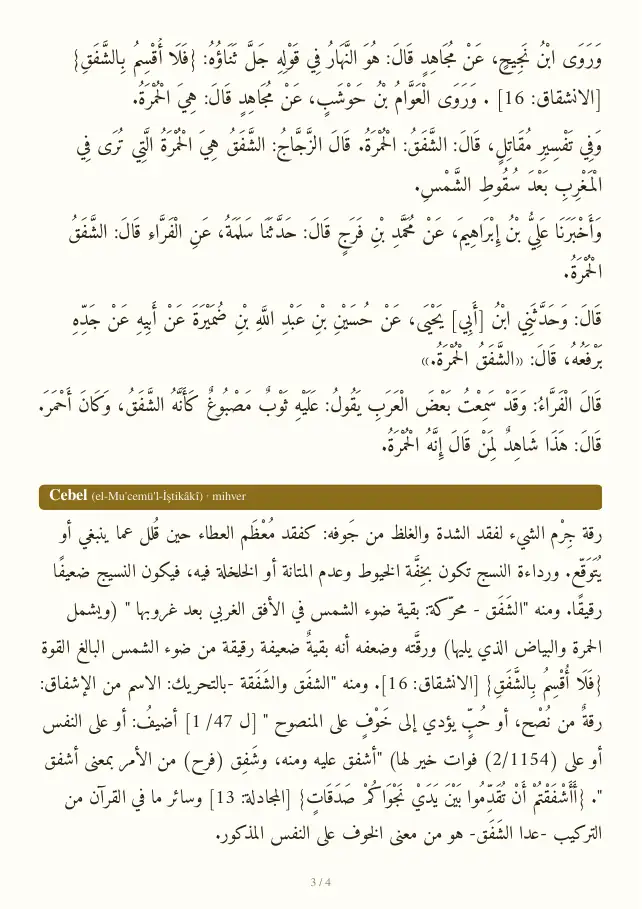 وَرَوَى ابْنُ نَجِيحٍ، عَنْ مُجَاهِدٍ قَالَ: هُوَ النَّهَارُ فِي قَوْلِهِ جَلَّ ثَنَاؤُهُ: {فَلَا أُقْسِمُ بِالشَّفَقِ}
[الانشقاق: 16] . وَرَوَى الْعَوَّامُ بْنُ حَوْشَبٍ، عَنْ مُجَاهِدٍ قَالَ: هِيَ الْحُمْرَةُ.
وَفِي تَفْسِيرِ مُقَاتِلٍ، قَالَ: الشَّفَقُ: الْحُمْرَةُ. قَالَ الزَّجَّاجُ: الشَّفَقُ هِيَ الْحُمْرَةُ الَّتِي تُرَى فِي
الْمَغْرِبِ بَعْدَ سُقُوطِ الشَّمْسِ.
وَأَخْبَرَنَا عَلِيُّ بْنُ إِبْرَاهِيمَ، عَنْ مُحَمَّدِ بْنِ فَرَجٍ قَالَ: حَدَّثَنَا سَلَمَةُ، عَنِ الْفَرَّاءِ قَالَ: الشَّفَقُ
الْحُمْرَةُ.
قَالَ: وَحَدَّثَنِي ابْنُ [أَبِي] يَحْيَى، عَنْ حُسَيْنِ بْنِ عَبْدِ اللَّهِ بْنِ ضُمَيْرَةَ عَنْ أَبِيهِ عَنْ جَدِّهِ
يَرْفَعُهُ، قَالَ: «الشَّفَقُ الْحُمْرَةُ.»
قَالَ الْفَرَّاءُ: وَقَدْ سَمِعْتُ بَعْضَ الْعَرَبِ يَقُولُ: عَلَيْهِ ثَوْبٌ مَصْبُوغٌ كَأَنَّهُ الشَّفَقُ، وَكَانَ أَحْمَرَ.
قَالَ: هَذَا شَاهِدٌ لِمَنْ قَالَ إِنَّهُ الْحُمْرَةُ.
Cebel (el-Mu'cemü'l-İştikâkî) · mihver
رقة جِرْم الشيء لفقد الشدة والغلظ من جَوفه: كفقد مُعْظَم العطاء حين قُلل عما ينبغي أو
يُتَوَقّع. ورداءة النسج تكون بخِفَّة الخيوط وعدم المتانة أو الخلخلة فيه، فيكون النسيج ضعيفًا
رقيقًا. ومنه "الشَّفَق - محرّكة: بقية ضوء الشمس في الأفق الغربي بعد غروبها " (ويشمل
الحمرة والبياض الذي يليها) ورقَّته وضعفه أنه بقيةٌ ضعيفة رقيقة من ضوء الشمس البالغ القوة
{فَلَا أُقْسِمُ بِالشَّفَقِ} [الانشقاق: 16]. ومنه "الشفَق والشَفَقة -بالتحريك: الاسم من الإشفاق:
رقةٌ من نُصْح، أو حُبٍّ يؤدي إلى خَوْفٍ على المنصوح " [ل 47/ 1] أضيفُ: أو على النفس
أو على (2/1154) فوات خير لها) "أشفق عليه ومنه، وشَفِق (فرح) من الأمر بمعنى أشفق
". {أَأَشْفَقْتُمْ أَنْ تُقَدِّمُوا بَيْنَ يَدَيْ نَجْوَاكُمْ صَدَقَاتٍ} [المجادلة: 13] وسائر ما في القرآن من
التركيب -عدا الشَفَق- هو من معنى الخوف على النفس المذكور.
3 / 4